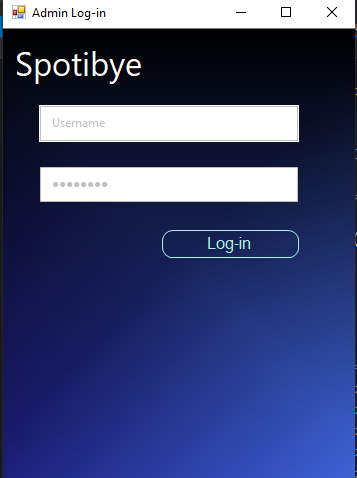 Admin Log-in
Spotibye
Username
●●●●●●●●
Log-in